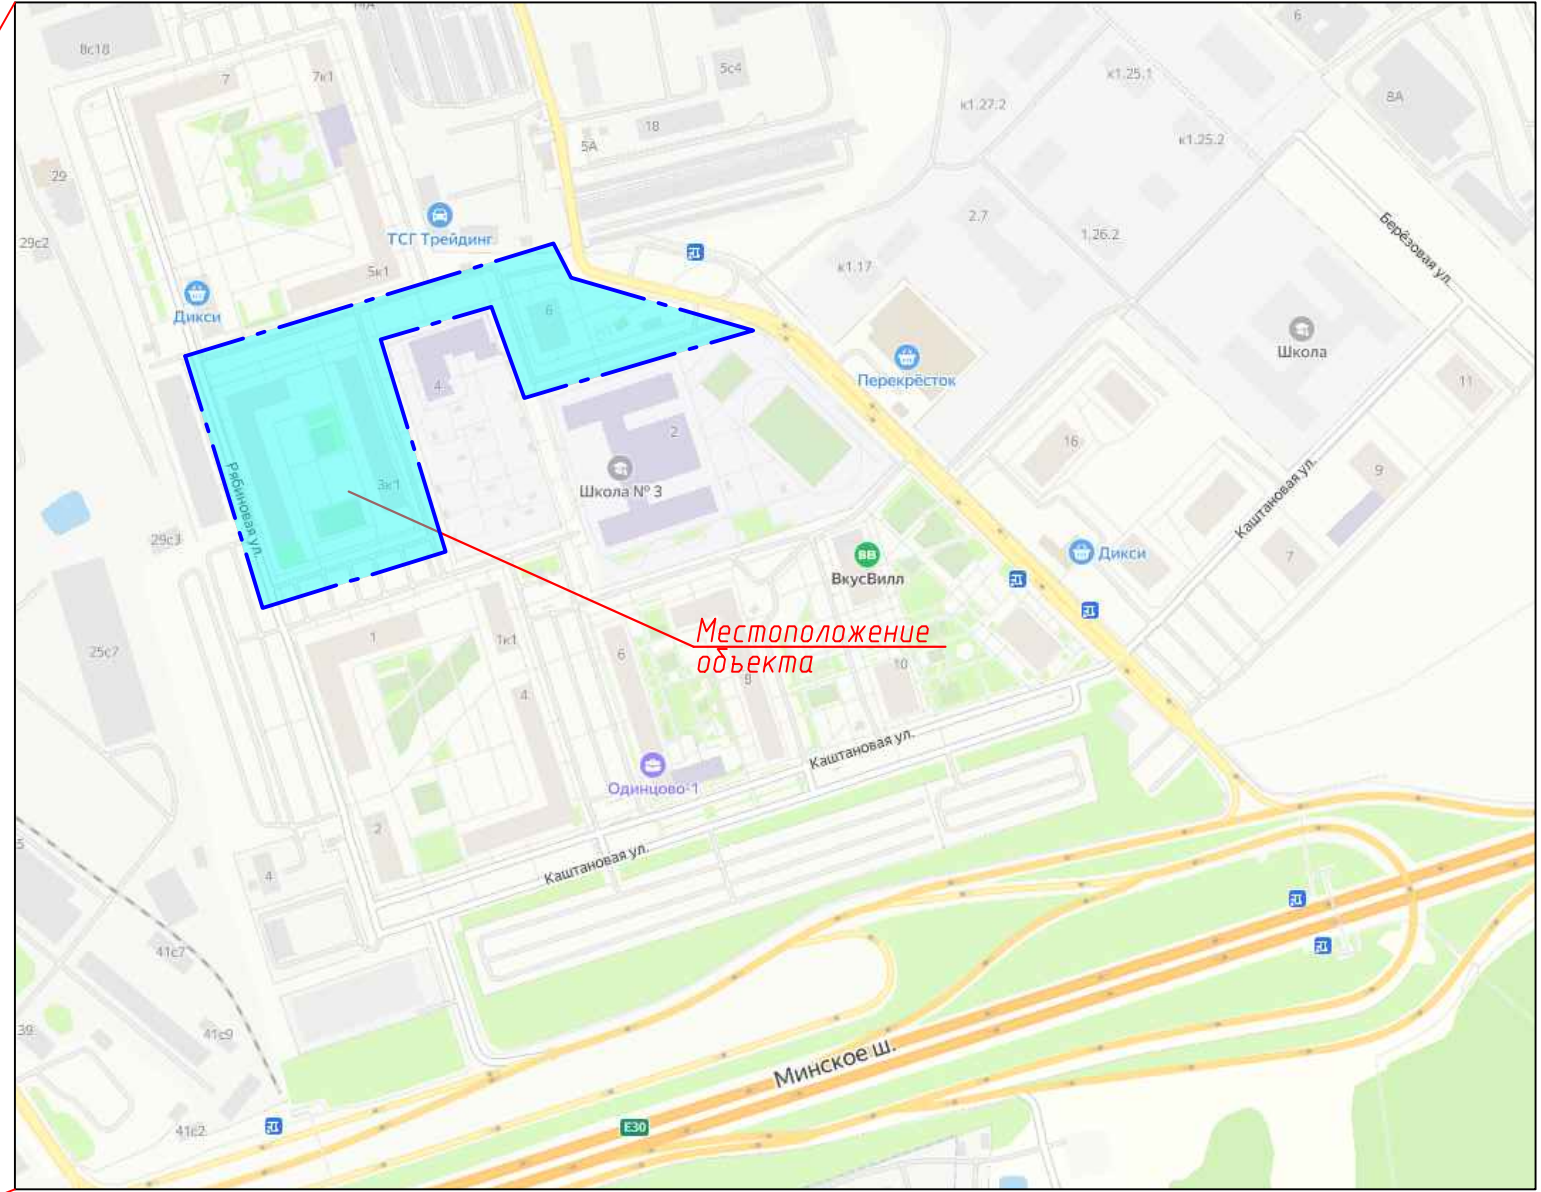 8с18
7
7к1
5с4
18
5А
6
8А
к1.25.1
к1.27.2
к1.25.2
29
29с2
ТСГ Трейдинг
2.7
1.26.2
Берёзовая ул.
5к1
к1.17
Дикси
6
Школа
Перекрёсток
4
11
2
16
Школа № 3
9
3к1
Рябиновая ул.
Каштановая ул.
29с3
7
Дикси
ВкусВилл
Местоположение
объекта
1
1к1
6
10
25с7
8
4
Каштановая ул.
Одинцово-1
2
Каштановая ул.
4
5
41с7
39
41с9
Минское ш.
41с2
E30